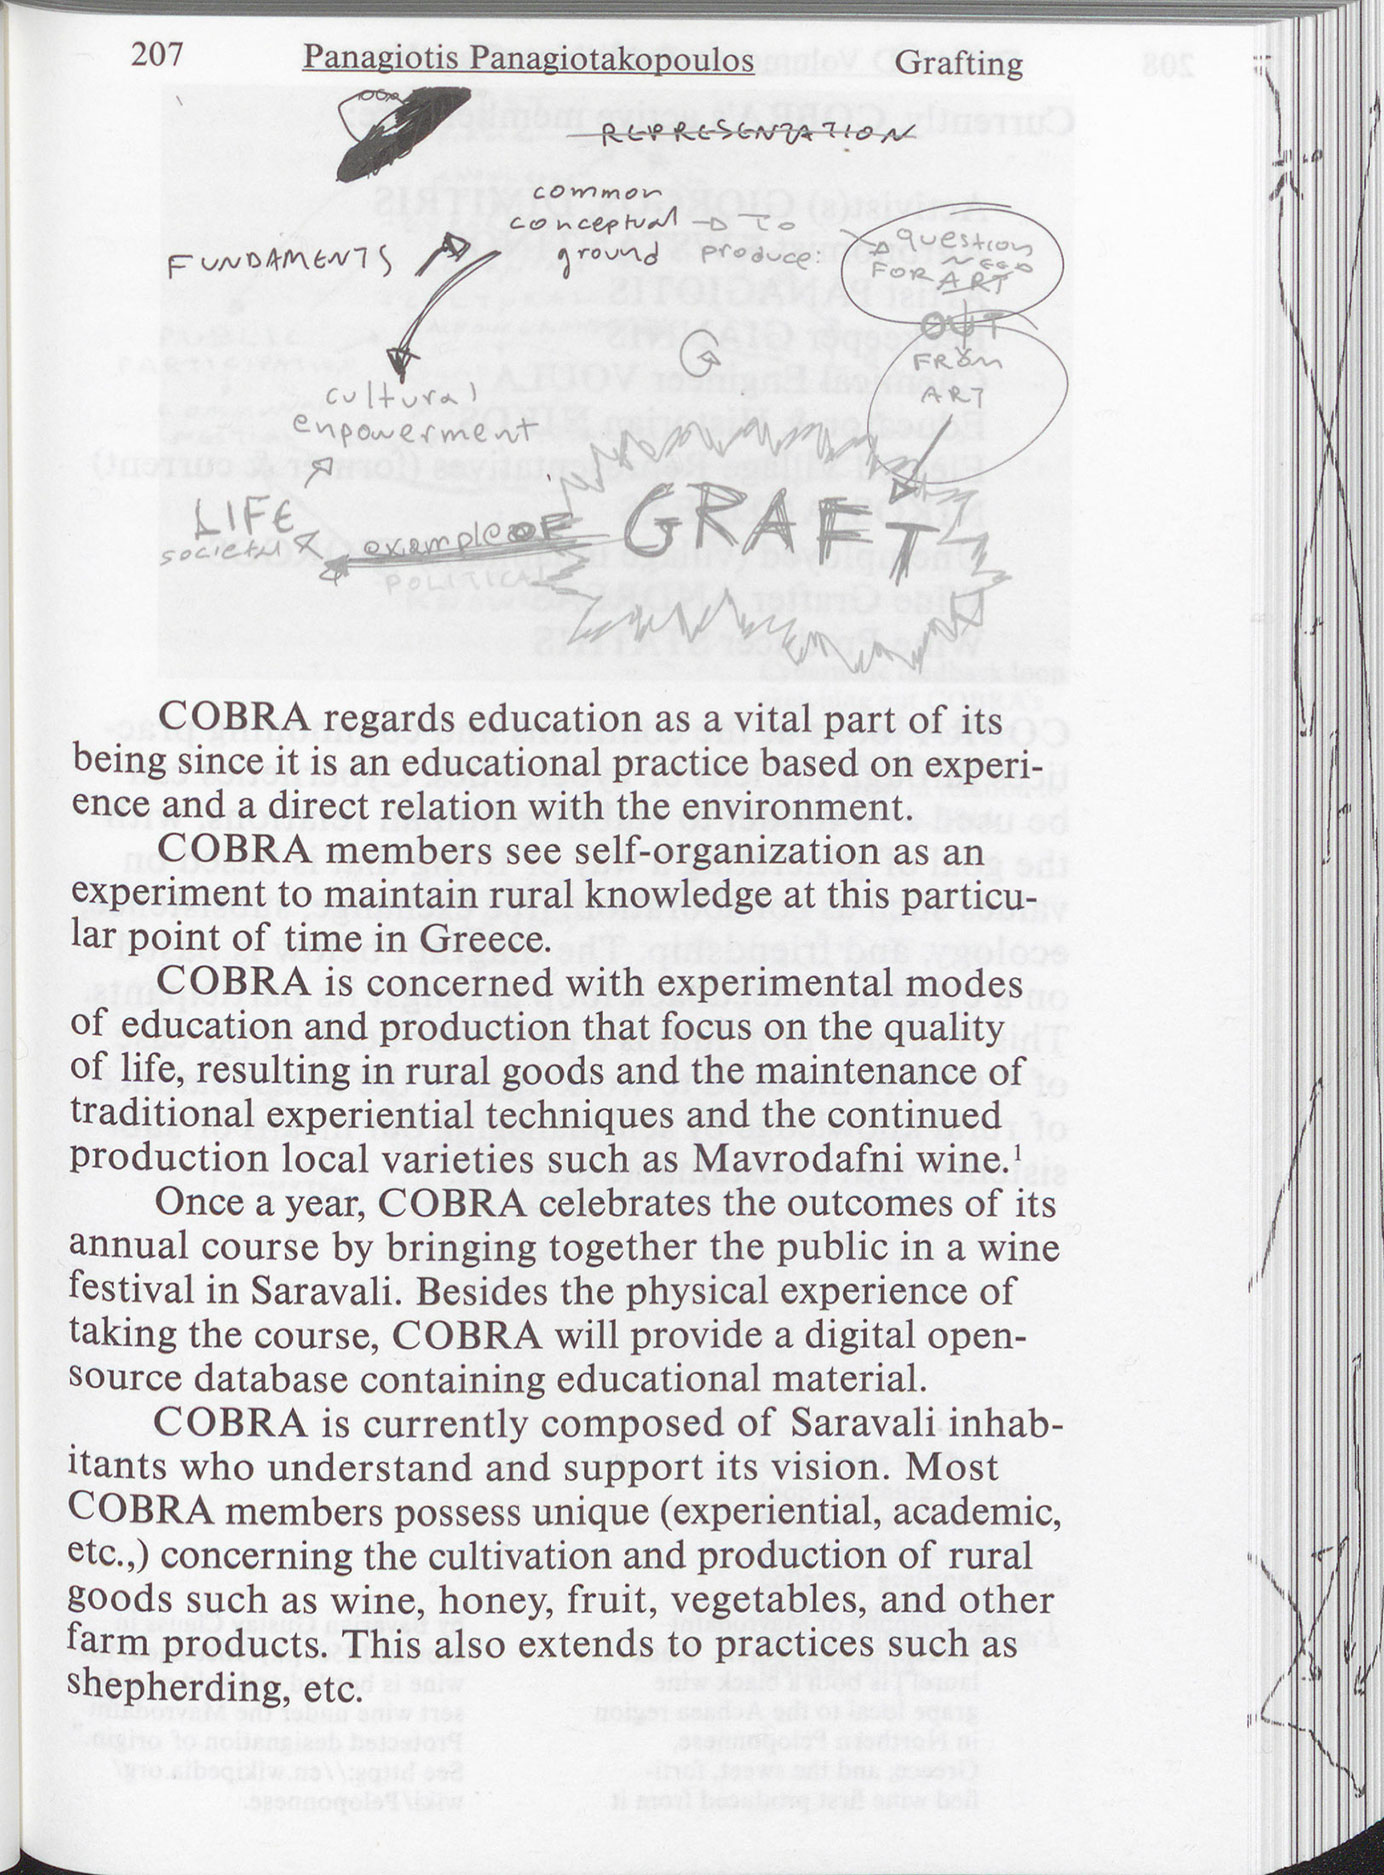 207 Panagiotis Panagiotakopoulos Grafting
REPRESENTATION
common
conceptual → To
FUNDAMENTS ground produce:
question
NEED
FOR ART
OUT
FROM
ART
cultural
enpowerment
GRAFT
LIFE
example OF
society
POLITICAL
COBRA regards education as a vital part of its
being since it is an educational practice based on experi-
ence and a direct relation with the environment.
COBRA members see self-organization as an
experiment to maintain rural knowledge at this particu-
lar point of time in Greece.
COBRA is concerned with experimental modes
of education and production that focus on the quality
of life, resulting in rural goods and the maintenance of
traditional experiential techniques and the continued
production local varieties such as Mavrodafni wine.¹
Once a year, COBRA celebrates the outcomes of its
annual course by bringing together the public in a wine
festival in Saravali. Besides the physical experience of
taking the course, COBRA will provide a digital open-
source database containing educational material.
COBRA is currently composed of Saravali inhab-
itants who understand and support its vision. Most
COBRA members possess unique (experiential, academic,
etc.,) concerning the cultivation and production of rural
goods such as wine, honey, fruit, vegetables, and other
farm products. This also extends to practices such as
shepherding, etc.